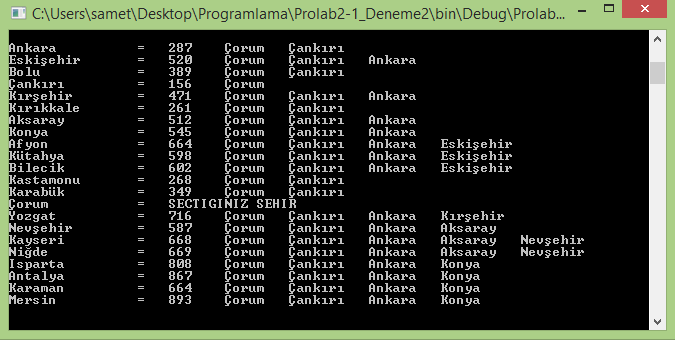 C:\Users\samet\Desktop\Programlama\Prolab2-1_Deneme2\bin\Debug\Prolab...
Ankara = 287 Çorum Çankırı
Eskişehir = 520 Çorum Çankırı Ankara
Bolu = 389 Çorum Çankırı
Çankırı = 156 Çorum
Kırşehir = 471 Çorum Çankırı Ankara
Kırıkkale = 261 Çorum Çankırı
Aksaray = 512 Çorum Çankırı Ankara
Konya = 545 Çorum Çankırı Ankara
Afyon = 664 Çorum Çankırı Ankara Eskişehir
Kütahya = 598 Çorum Çankırı Ankara Eskişehir
Bilecik = 602 Çorum Çankırı Ankara Eskişehir
Kastamonu = 268 Çorum Çankırı
Karabük = 349 Çorum Çankırı
Çorum = SECTIGINIZ SEHIR
Yozgat = 716 Çorum Çankırı Ankara Kırşehir
Nevşehir = 587 Çorum Çankırı Ankara Aksaray
Kayseri = 668 Çorum Çankırı Ankara Aksaray Nevşehir
Niğde = 669 Çorum Çankırı Ankara Aksaray Nevşehir
Isparta = 808 Çorum Çankırı Ankara Konya
Antalya = 867 Çorum Çankırı Ankara Konya
Karaman = 664 Çorum Çankırı Ankara Konya
Mersin = 893 Çorum Çankırı Ankara Konya